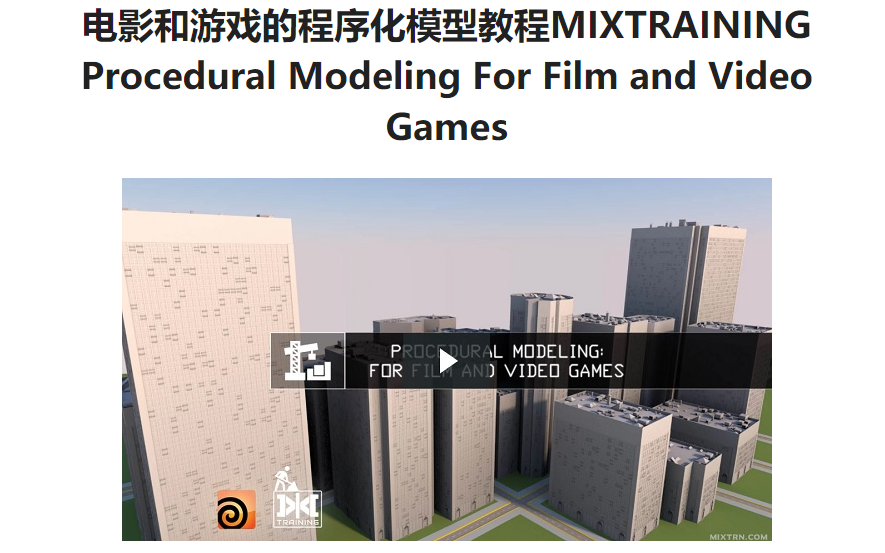 电影和游戏的程序化模型教程MIXTRAINING
Procedural Modeling For Film and Video
Games
PROCEDURAL MODELING:
FOR FILM AND VIDEO GAMES
TRAINING
MIXTRN.COM